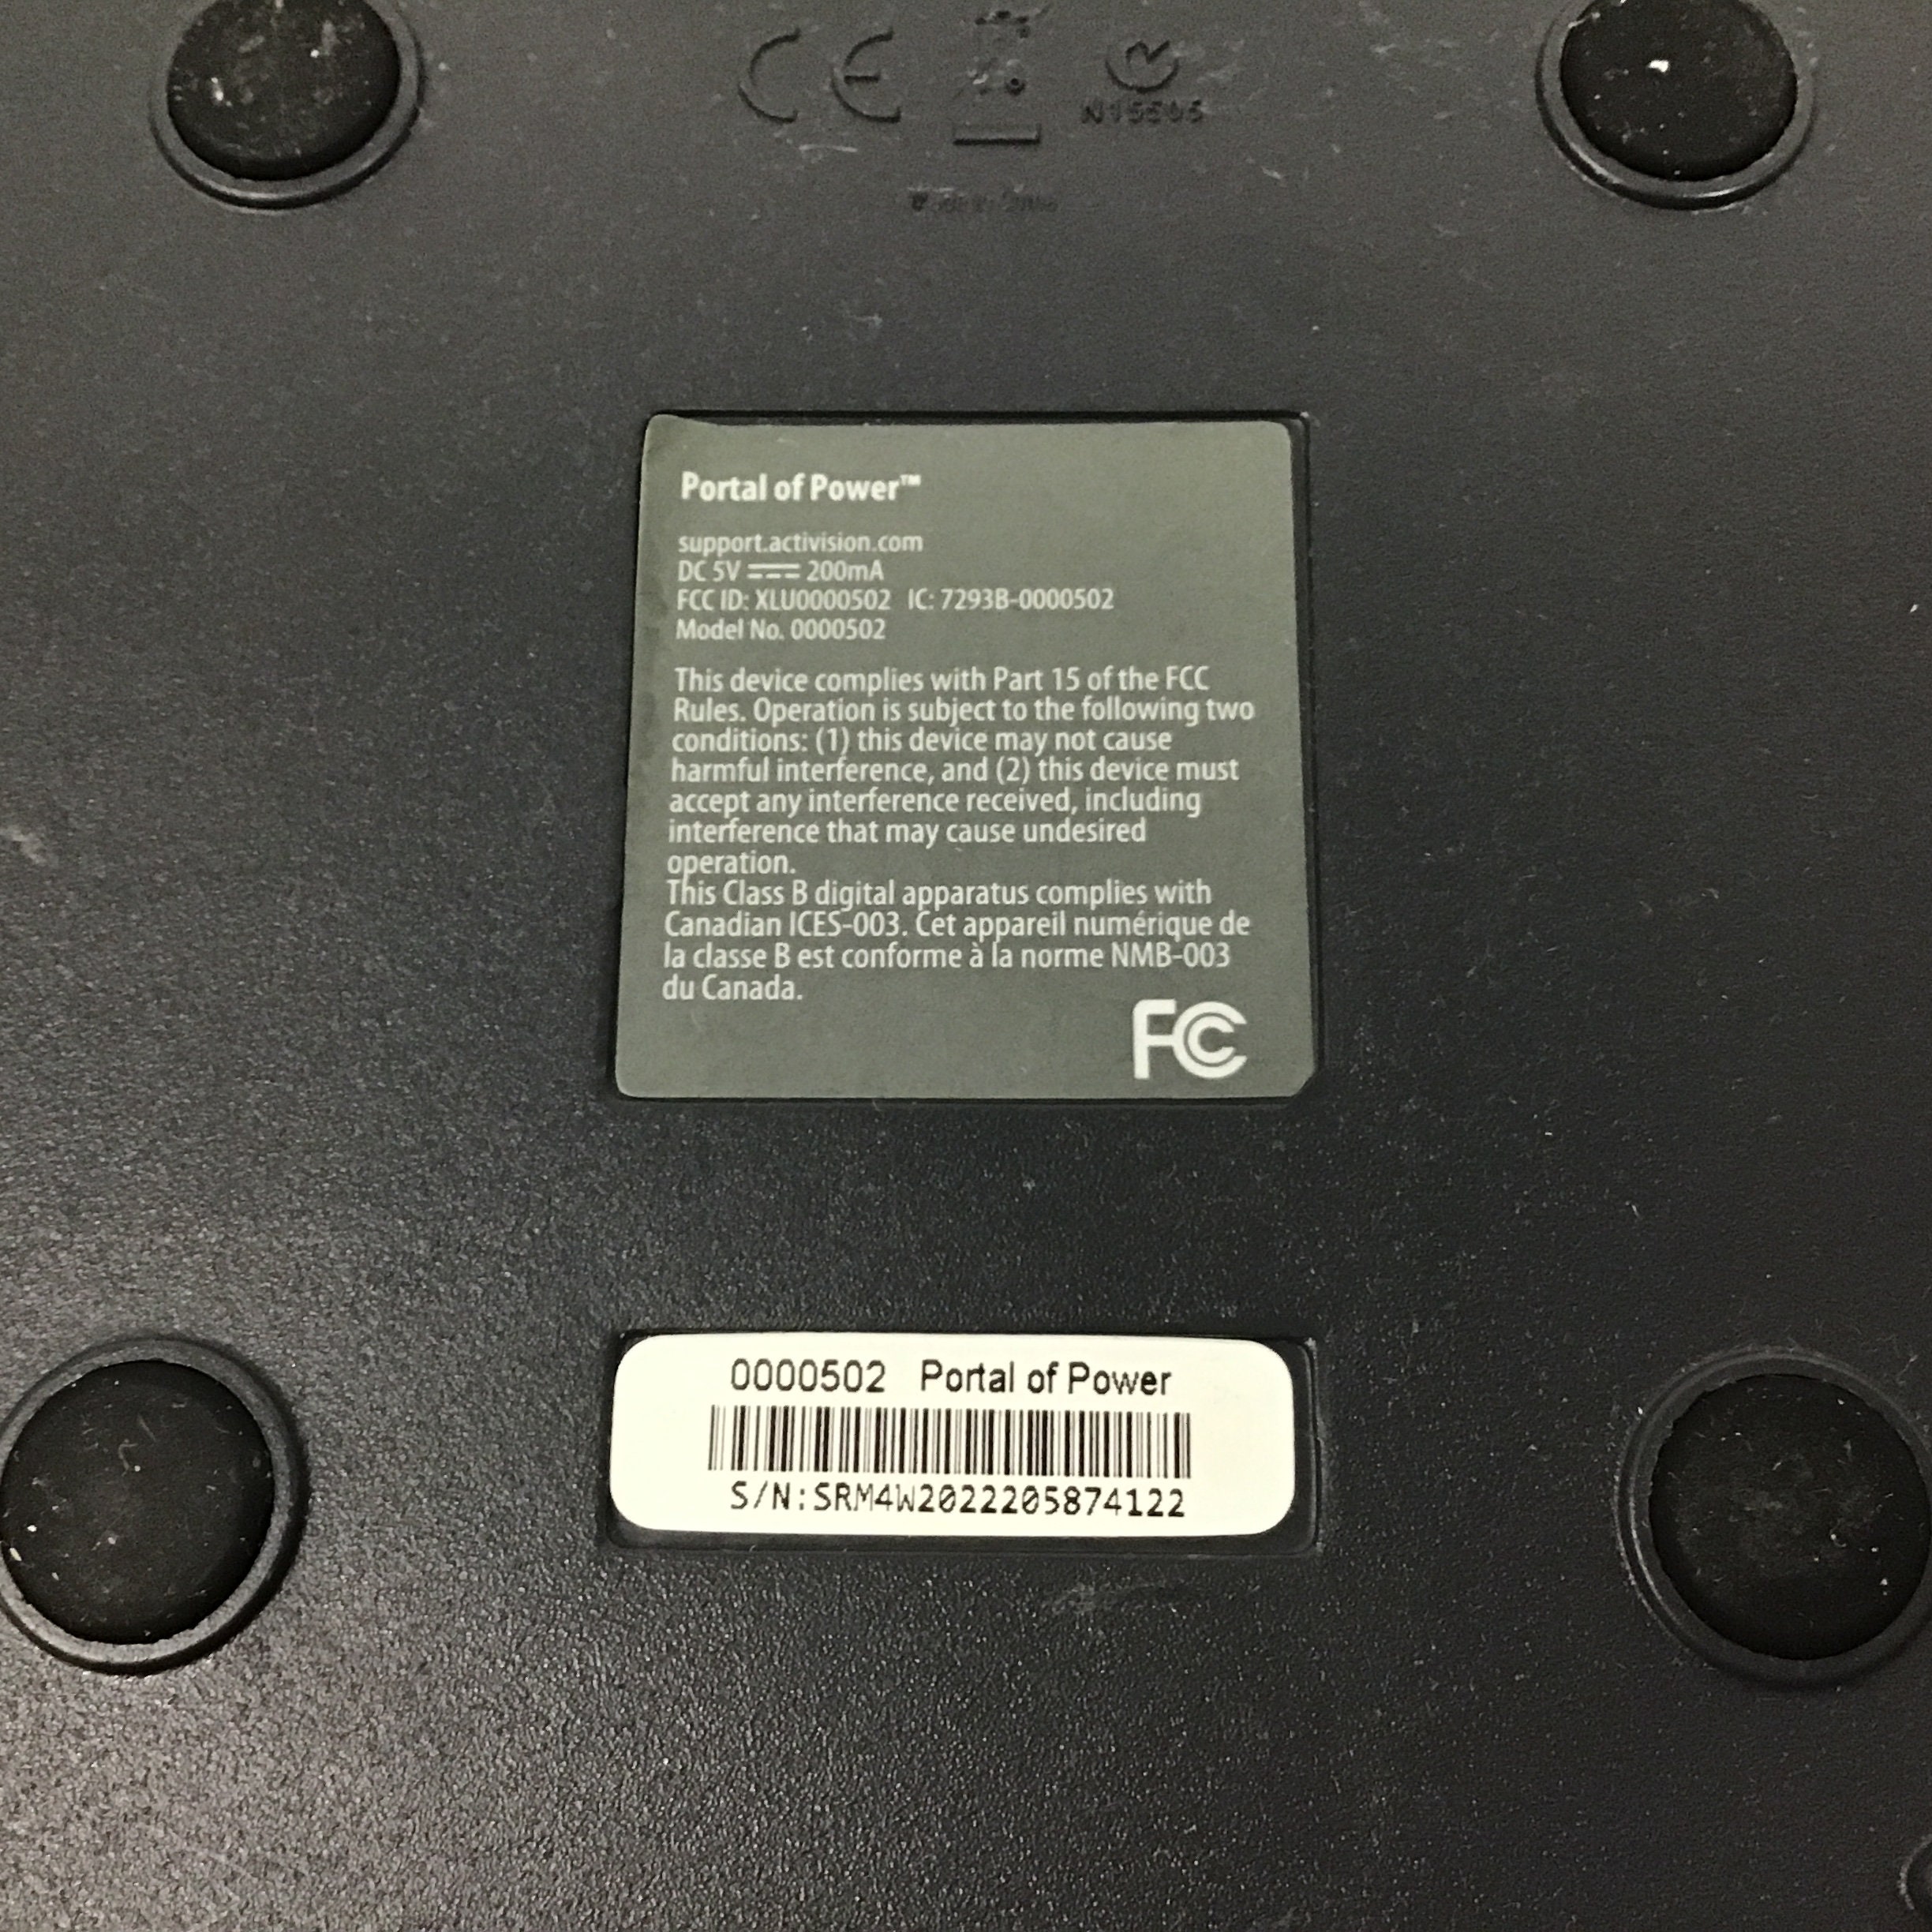 CE
N15505
Portal of Power™
support.activision.com
DC 5V ⎓ 200mA
FCC ID: XLU0000502 IC: 7293B-0000502
Model No. 0000502
This device complies with Part 15 of the FCC
Rules. Operation is subject to the following two
conditions: (1) this device may not cause
harmful interference, and (2) this device must
accept any interference received, including
interference that may cause undesired
operation.
This Class B digital apparatus complies with
Canadian ICES-003. Cet appareil numérique de
la classe B est conforme à la norme NMB-003
du Canada.
FCC
0000502 Portal of Power
S/N:SRM4W2022205874122